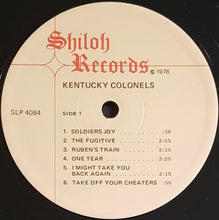 Shiloh
Records
© 1978
KENTUCKY COLONELS
SLP 4084
SIDE 1
1. SOLDIERS JOY . . . . . . . . . :38
2. THE FUGITIVE . . . . . . . . 2:55
3. RUBEN'S TRAIN . . . . . . . 2:10
4. ONE TEAR . . . . . . . . . . . 2:20
5. I MIGHT TAKE YOU
BACK AGAIN . . . . . . . . . 2:10
6. TAKE OFF YOUR CHEATERS . :50